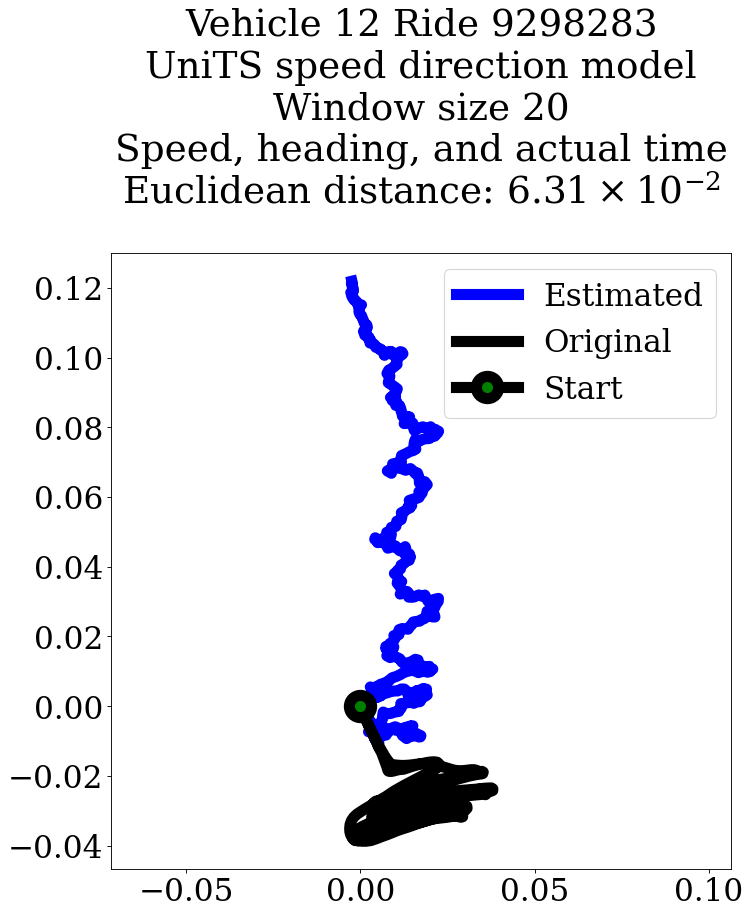 Vehicle 12 Ride 9298283
UniTS speed direction model
Window size 20
Speed, heading, and actual time
Euclidean distance: 6.31 × 10⁻²
Estimated
Original
Start
0.12
0.10
0.08
0.06
0.04
0.02
0.00
−0.02
−0.04
−0.05 0.00 0.05 0.10